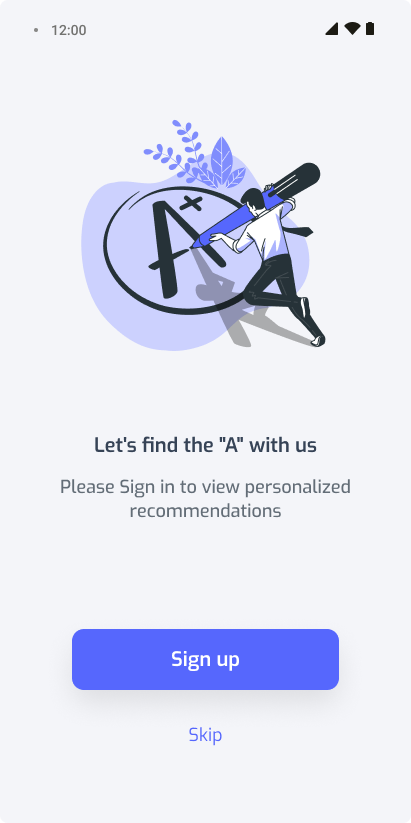 12:00
A+
Let's find the "A" with us
Please Sign in to view personalized
recommendations
Sign up
Skip